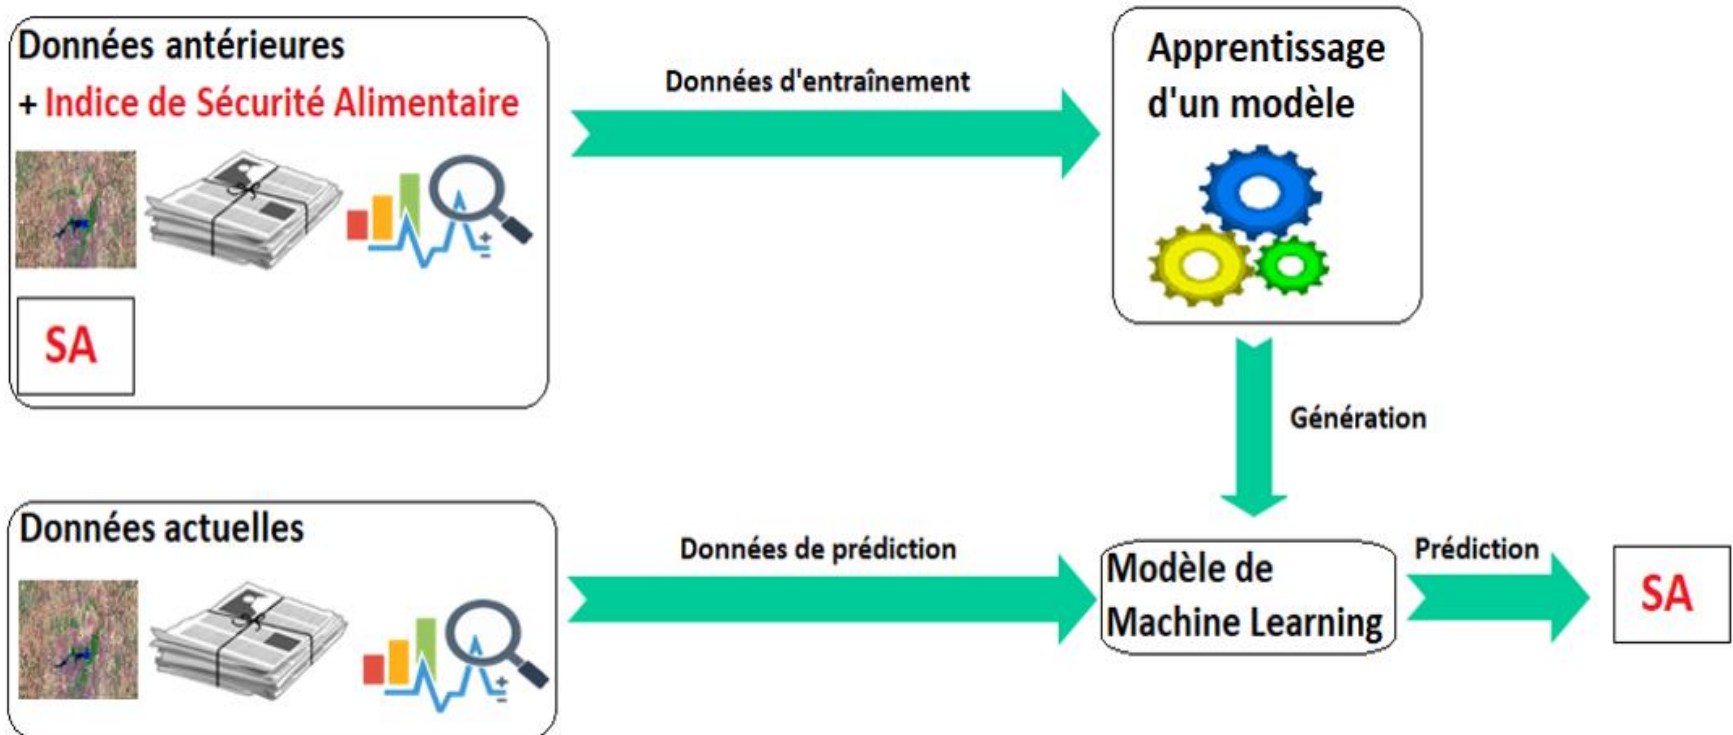 Données antérieures
+ Indice de Sécurité Alimentaire
SA
Données d'entraînement
Apprentissage
d'un modèle
Génération
Données actuelles
Données de prédiction
Modèle de
Machine Learning
Prédiction
SA